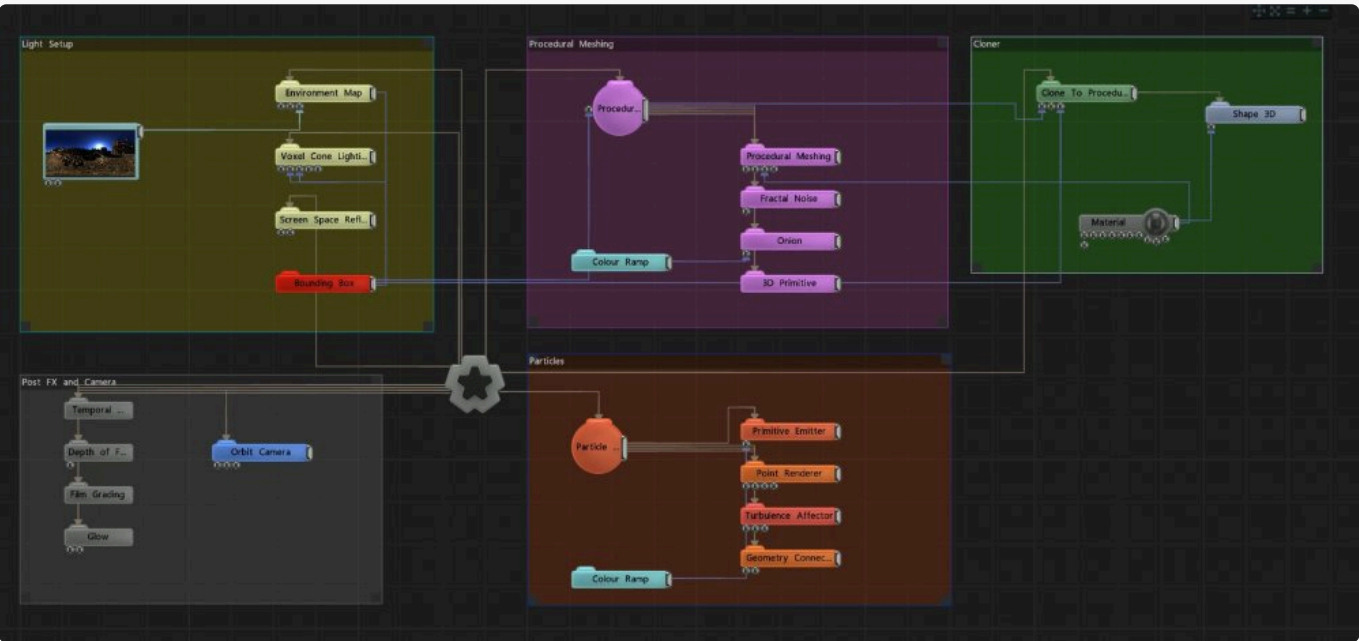 Light Setup
Environment Map
Voxel Cone Lighti...
Screen Space Refl...
Bounding Box
Procedural Meshing
Procedur...
Procedural Meshing
Fractal Noise
Onion
3D Primitive
Colour Ramp
Cloner
Clone To Procedu...
Shape 3D
Material
Post FX and Camera
Temporal ...
Depth of F...
Film Grading
Glow
Orbit Camera
Particles
Particle ...
Primitive Emitter
Point Renderer
Turbulence Affector
Geometry Connec...
Colour Ramp